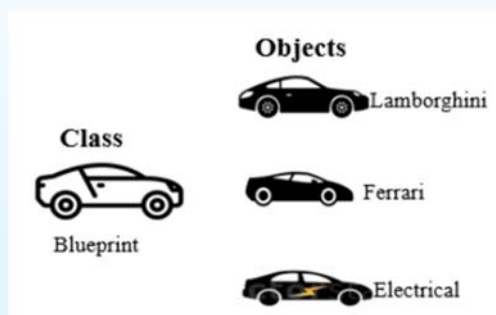 Objects
Lamborghini
Class
Ferrari
Blueprint
Electrical